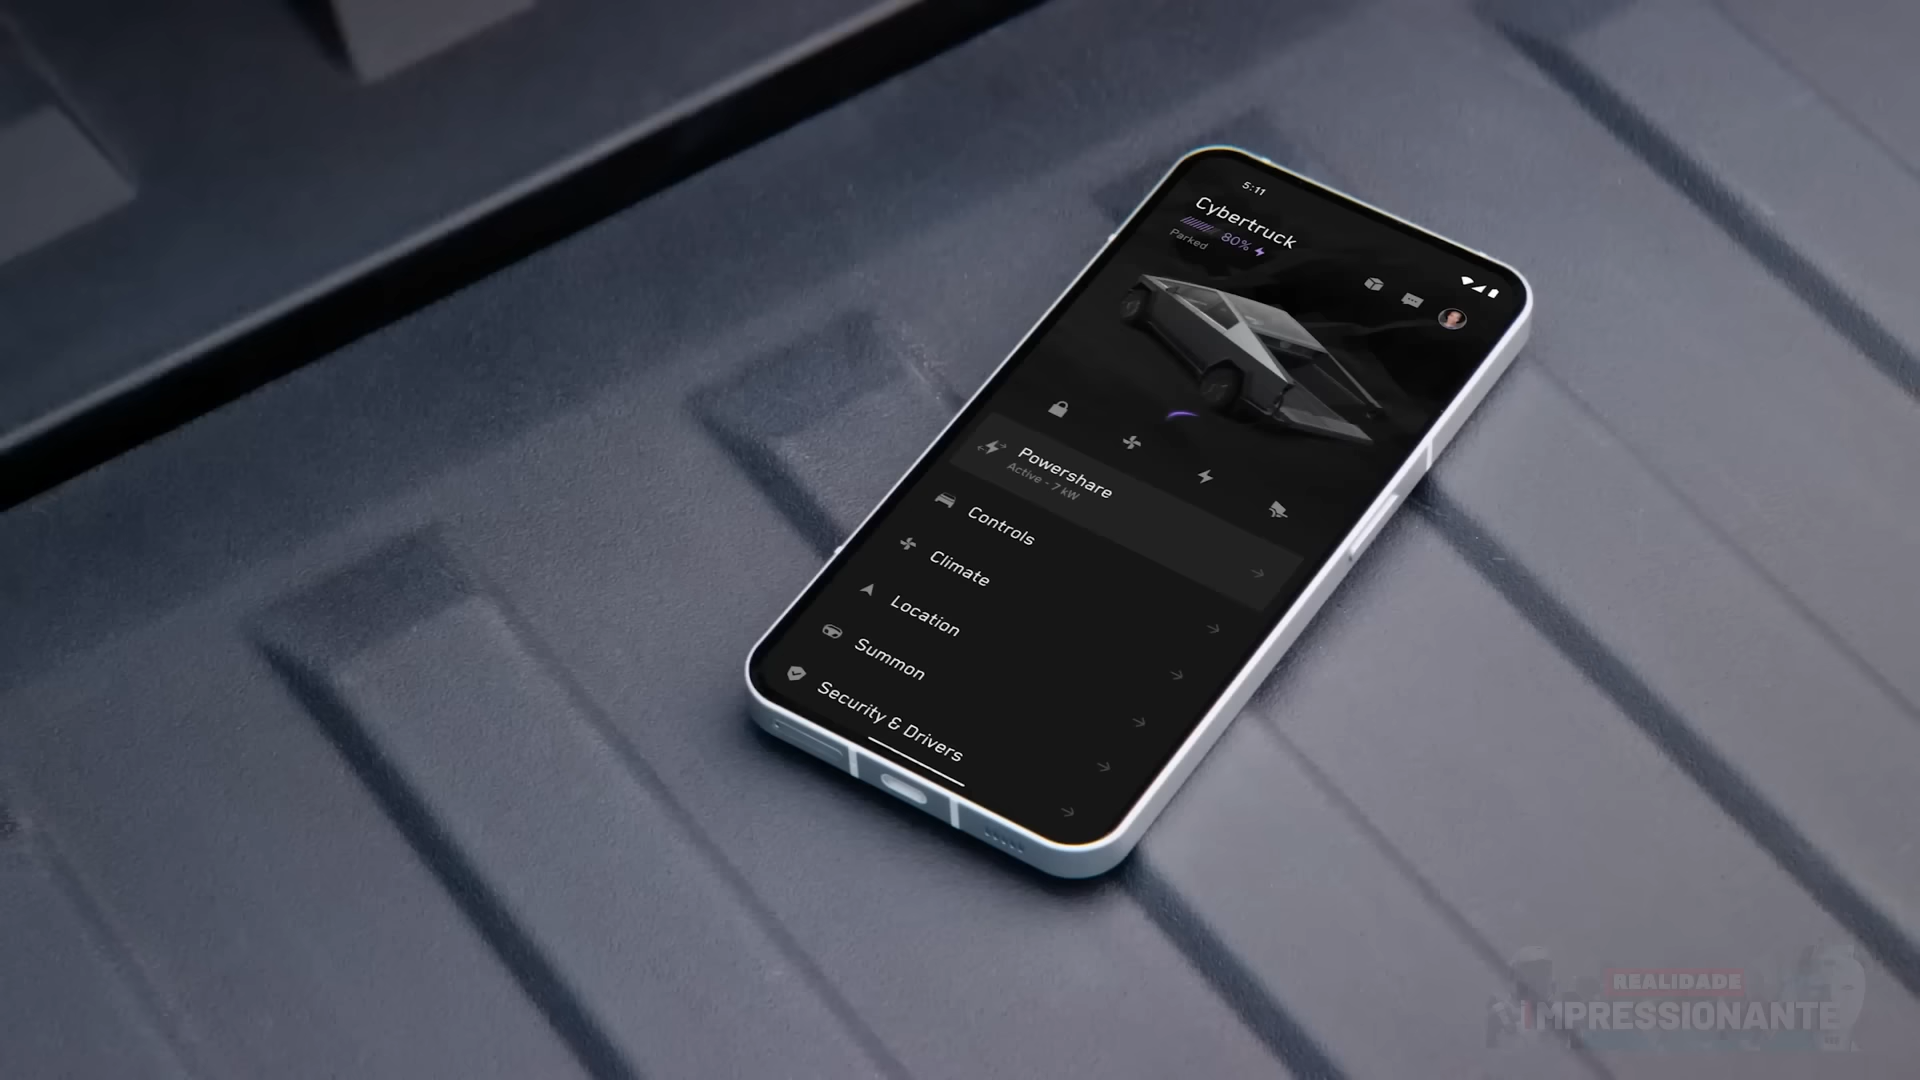 5:11
Cybertruck
80%
Parked
Powershare
Active - 7 kW
Controls
Climate
Location
Summon
Security & Drivers
REALIDADE
IMPRESSIONANTE